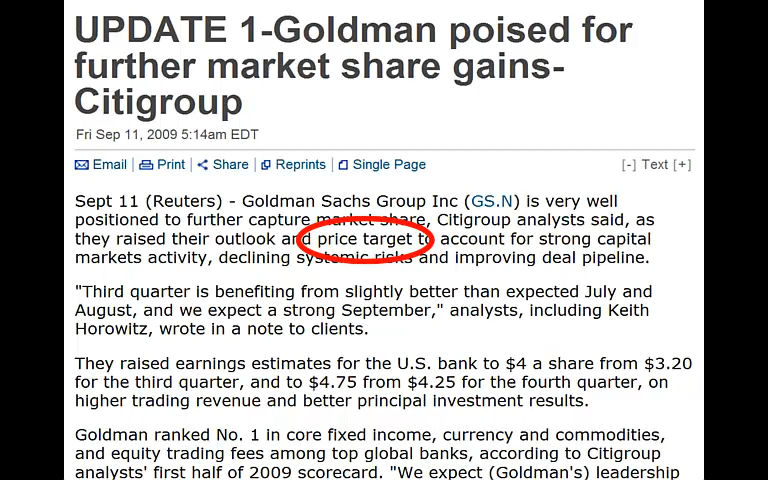 UPDATE 1-Goldman poised for
further market share gains-
Citigroup
Fri Sep 11, 2009 5:14am EDT
Email | Print | Share | Reprints | Single Page [-] Text [+]
Sept 11 (Reuters) - Goldman Sachs Group Inc (GS.N) is very well
positioned to further capture market share, Citigroup analysts said, as
they raised their outlook and price target to account for strong capital
markets activity, declining systemic risks and improving deal pipeline.
"Third quarter is benefiting from slightly better than expected July and
August, and we expect a strong September," analysts, including Keith
Horowitz, wrote in a note to clients.
They raised earnings estimates for the U.S. bank to $4 a share from $3.20
for the third quarter, and to $4.75 from $4.25 for the fourth quarter, on
higher trading revenue and better principal investment results.
Goldman ranked No. 1 in core fixed income, currency and commodities,
and equity trading fees among top global banks, according to Citigroup
analysts' first half of 2009 scorecard. "We expect (Goldman's) leadership